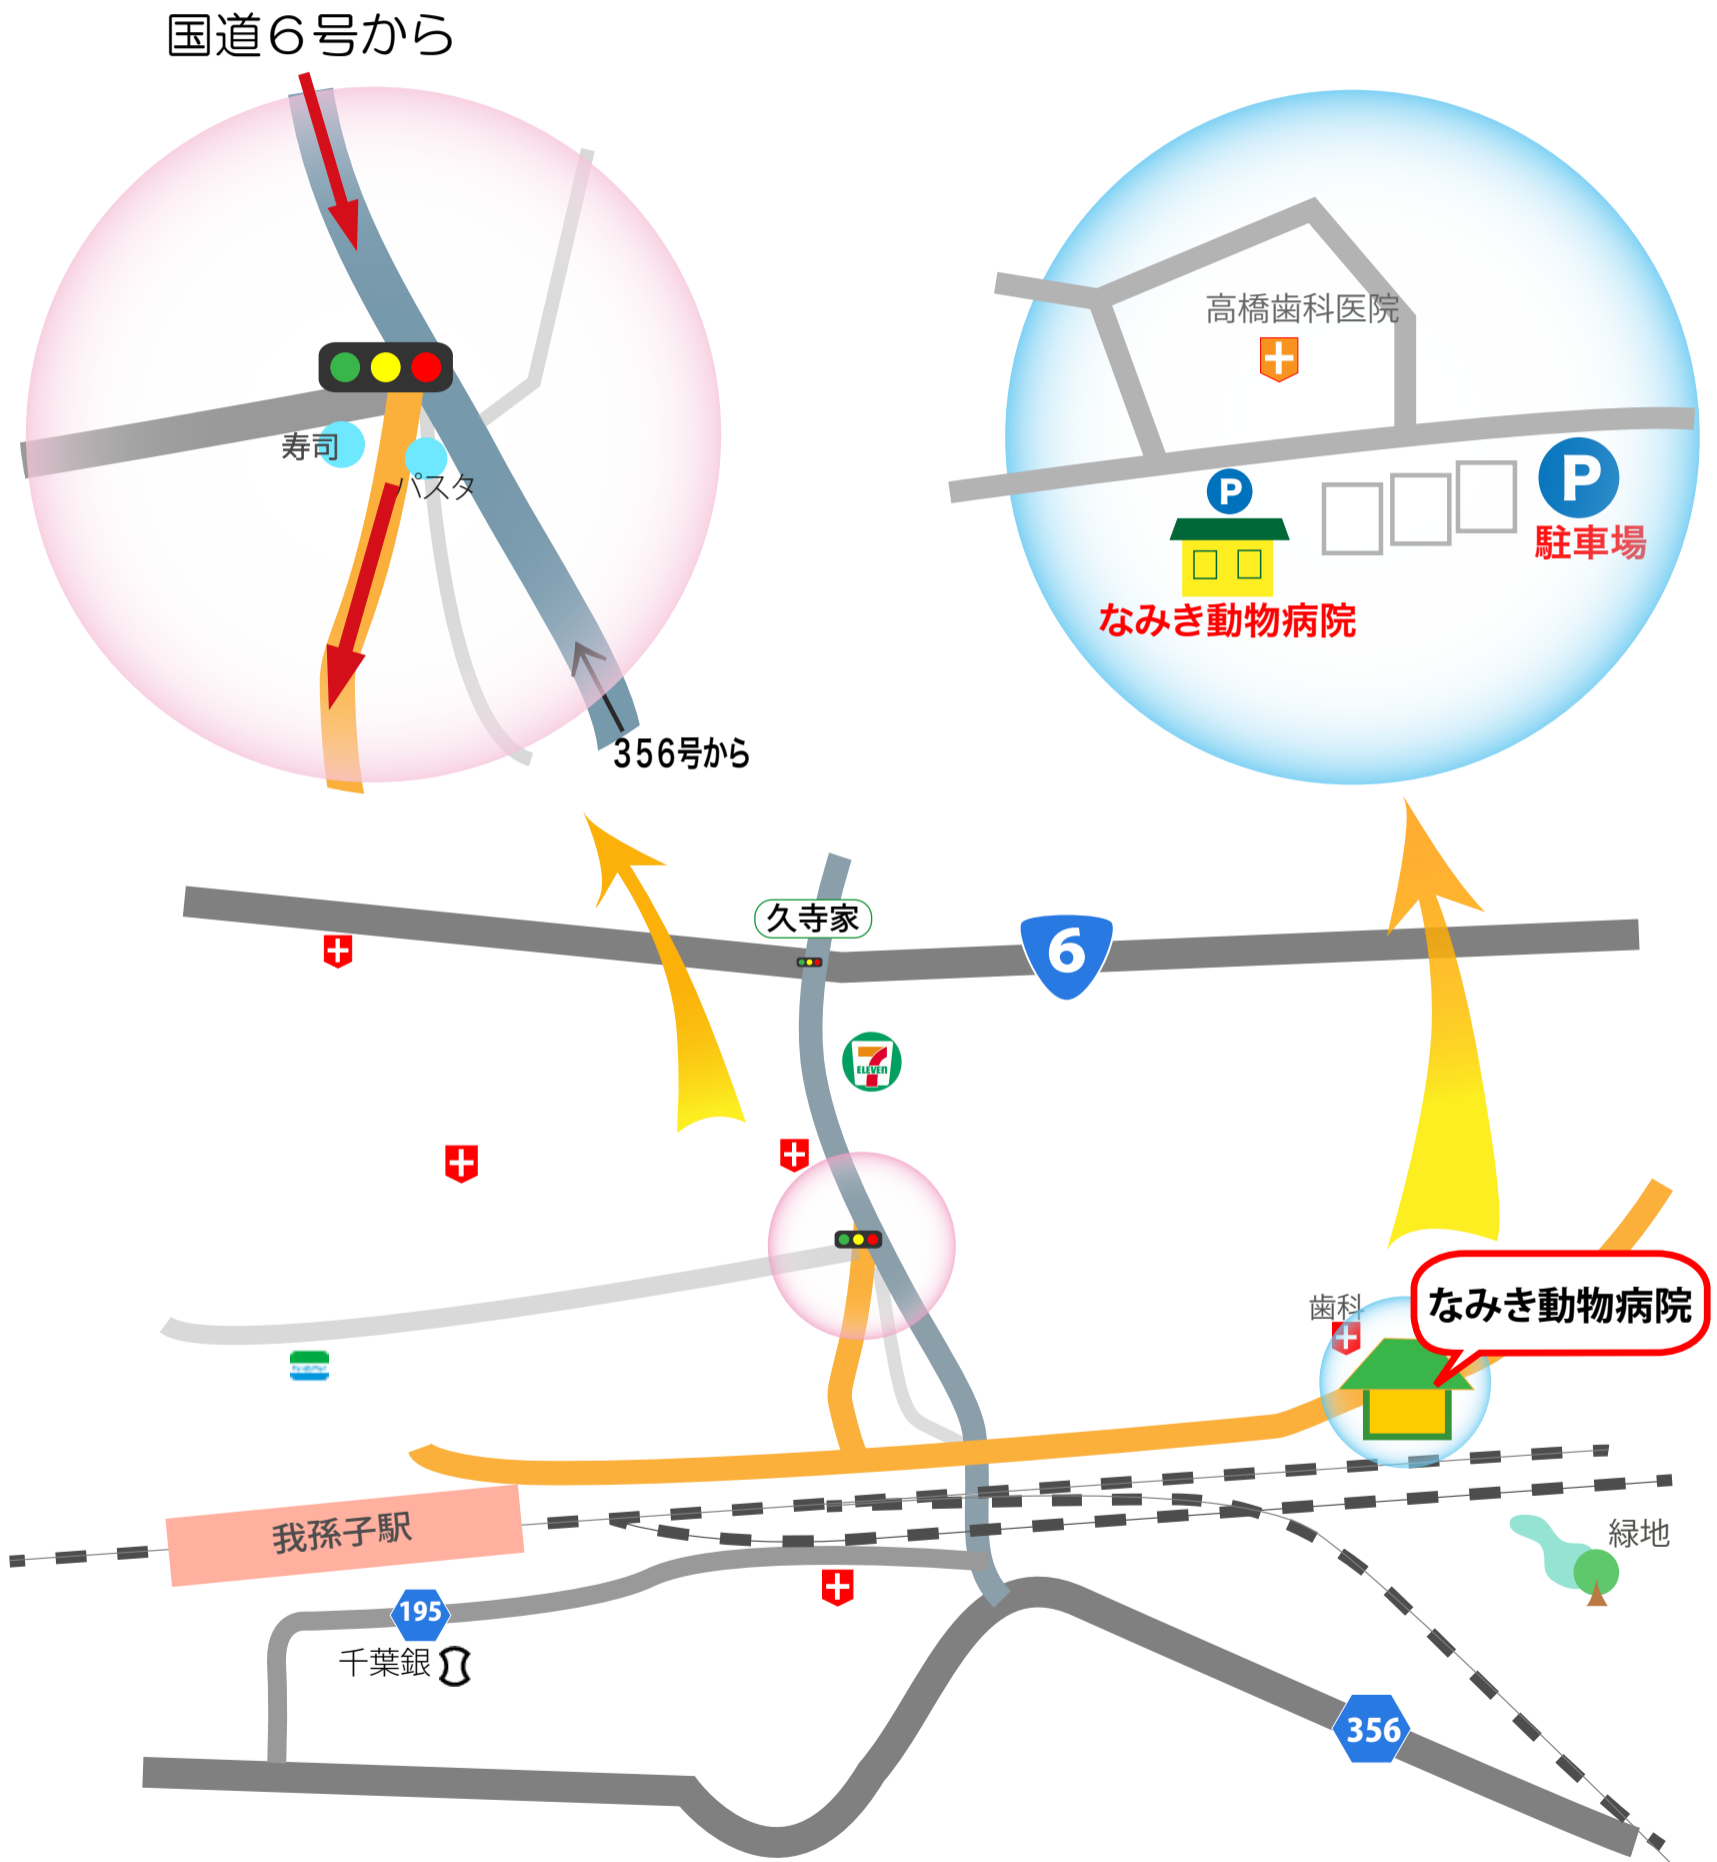 国道６号から
高橋歯科医院
寿司
パスタ
P
P
駐車場
なみき動物病院
３５６号から
久寺家
6
7
ELEVEN
歯科
なみき動物病院
我孫子駅
緑地
195
千葉銀
356